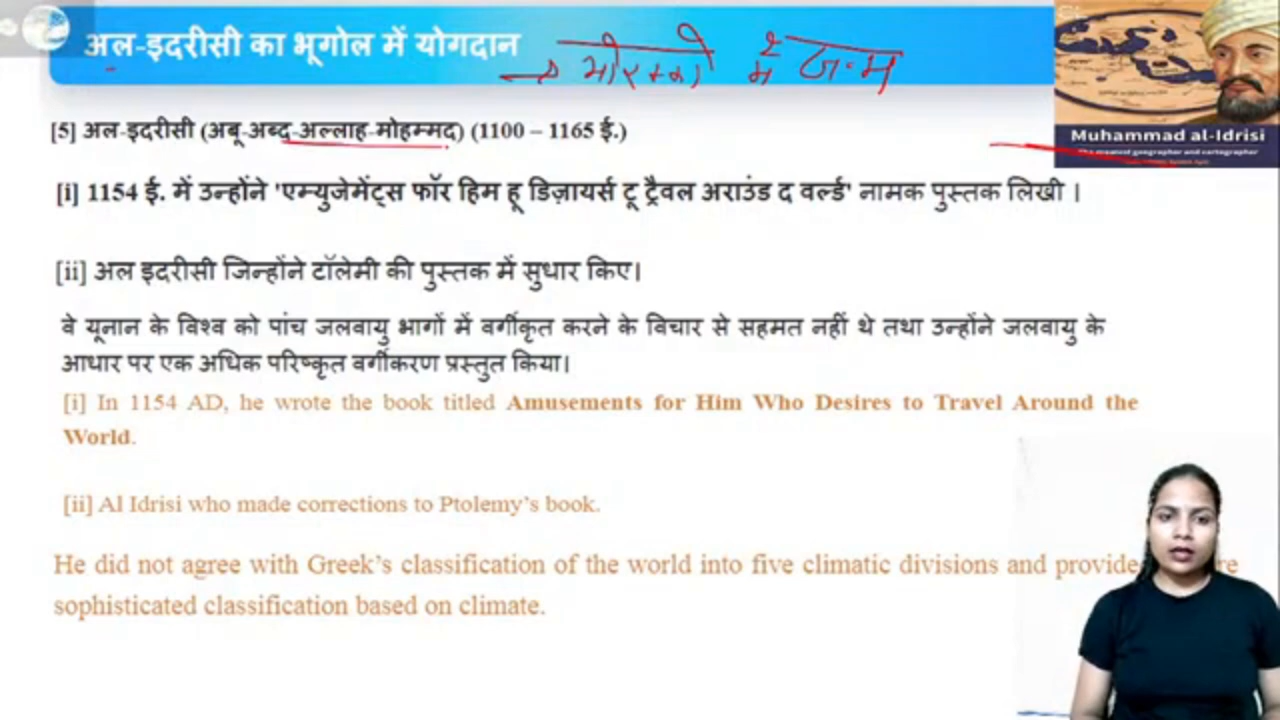 अल-इदरीसी का भूगोल में योगदान
→ मोरक्को में जन्म
Muhammad al-Idrisi
[5] अल-इदरीसी (अबू-अब्द-अल्लाह-मोहम्मद) (1100 – 1165 ई.)
[i] 1154 ई. में उन्होंने 'एम्युजेमेंट्स फॉर हिम हू डिज़ायर्स टू ट्रैवल अराउंड द वर्ल्ड' नामक पुस्तक लिखी ।
[ii] अल इदरीसी जिन्होंने टॉलेमी की पुस्तक में सुधार किए।
वे यूनान के विश्व को पांच जलवायु भागों में वर्गीकृत करने के विचार से सहमत नहीं थे तथा उन्होंने जलवायु के
आधार पर एक अधिक परिष्कृत वर्गीकरण प्रस्तुत किया।
[i] In 1154 AD, he wrote the book titled Amusements for Him Who Desires to Travel Around the
World.
[ii] Al Idrisi who made corrections to Ptolemy's book.
He did not agree with Greek's classification of the world into five climatic divisions and
sophisticated classification based on climate.